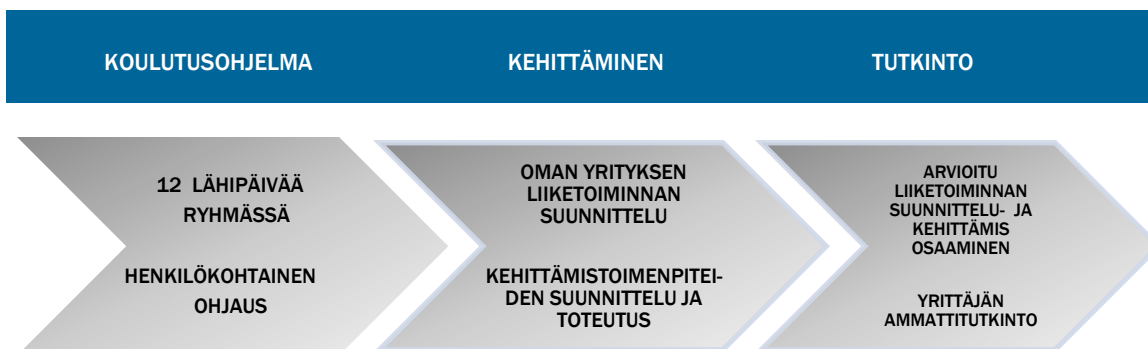 KOULUTUSOHJELMA
KEHITTÄMINEN
TUTKINTO
12 LÄHIPÄIVÄÄ
RYHMÄSSÄ
HENKILÖKOHTAINEN
OHJAUS
OMAN YRITYKSEN
LIIKETOIMINNAN
SUUNNITTELU
KEHITTÄMISTOIMENPITEI-
DEN SUUNNITTELU JA
TOTEUTUS
ARVIOITU
LIIKETOIMINNAN
SUUNNITTELU- JA
KEHITTÄMIS
OSAAMINEN
YRITTÄJÄN
AMMATTITUTKINTO